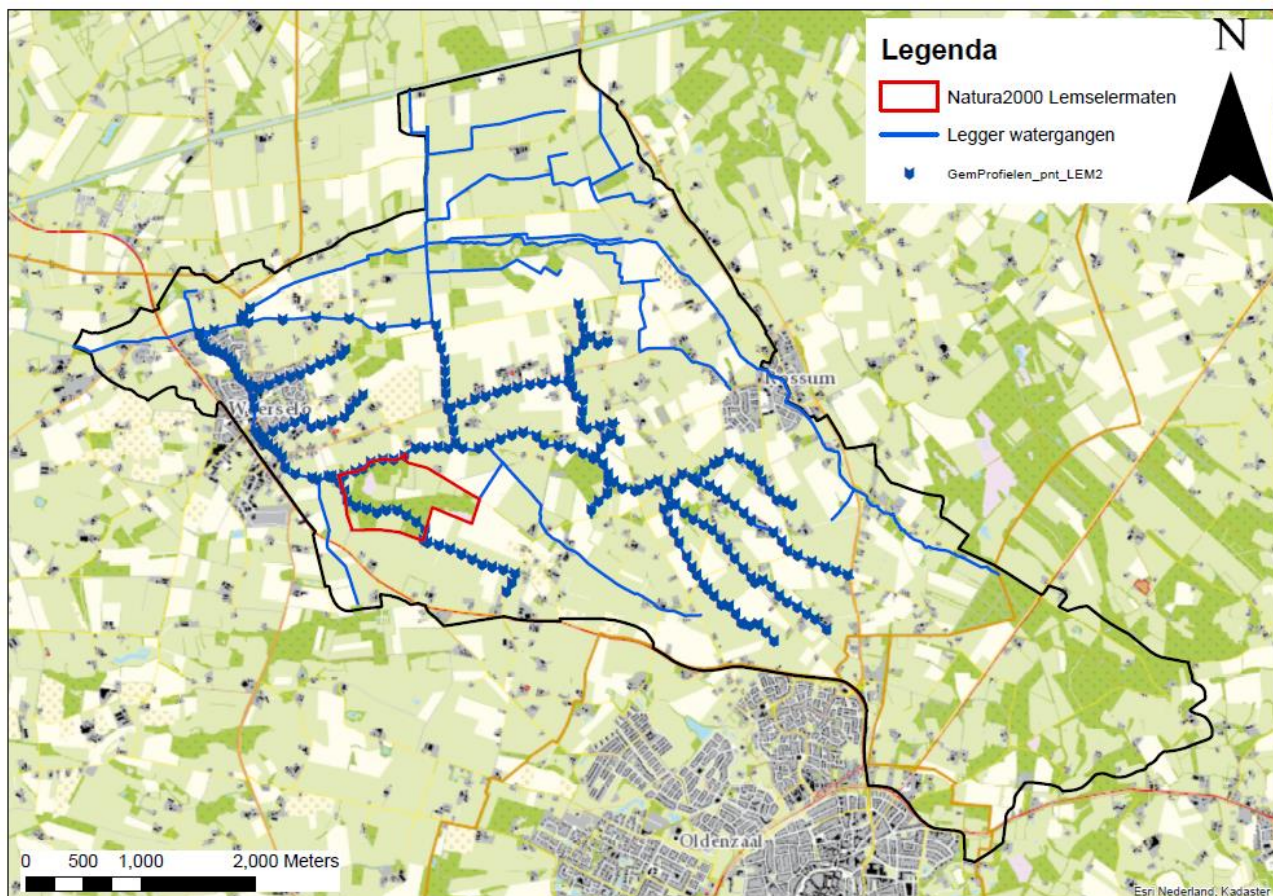 N
Legenda
Natura2000 Lemselermaten
Legger watergangen
GemProfielen_pnt_LEM2
Rossum
Weerselo
Oldenzaal
0 500 1,000 2,000 Meters
Esri Nederland, Kadaster